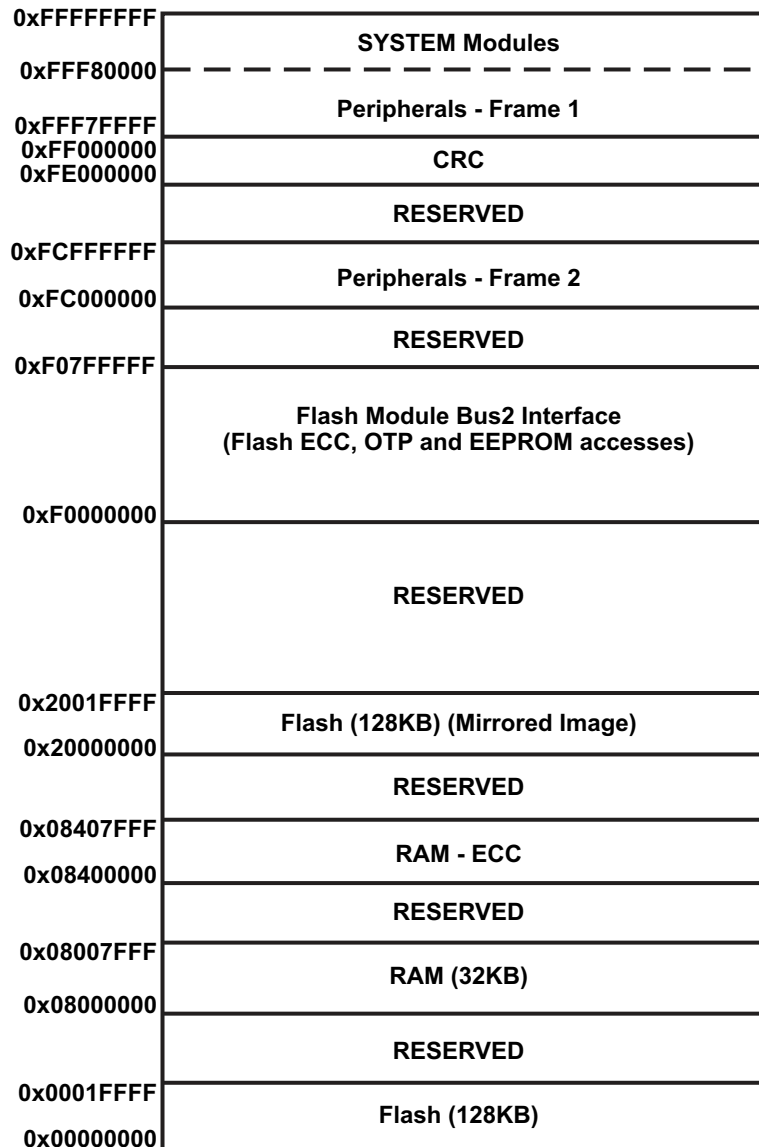 0xFFFFFFFF
SYSTEM Modules
0xFFF80000
Peripherals - Frame 1
0xFFF7FFFF
0xFF000000
CRC
0xFE000000
RESERVED
0xFCFFFFFF
Peripherals - Frame 2
0xFC000000
RESERVED
0xF07FFFFF
Flash Module Bus2 Interface
(Flash ECC, OTP and EEPROM accesses)
0xF0000000
RESERVED
0x2001FFFF
Flash (128KB) (Mirrored Image)
0x20000000
RESERVED
0x08407FFF
RAM - ECC
0x08400000
RESERVED
0x08007FFF
RAM (32KB)
0x08000000
RESERVED
0x0001FFFF
Flash (128KB)
0x00000000